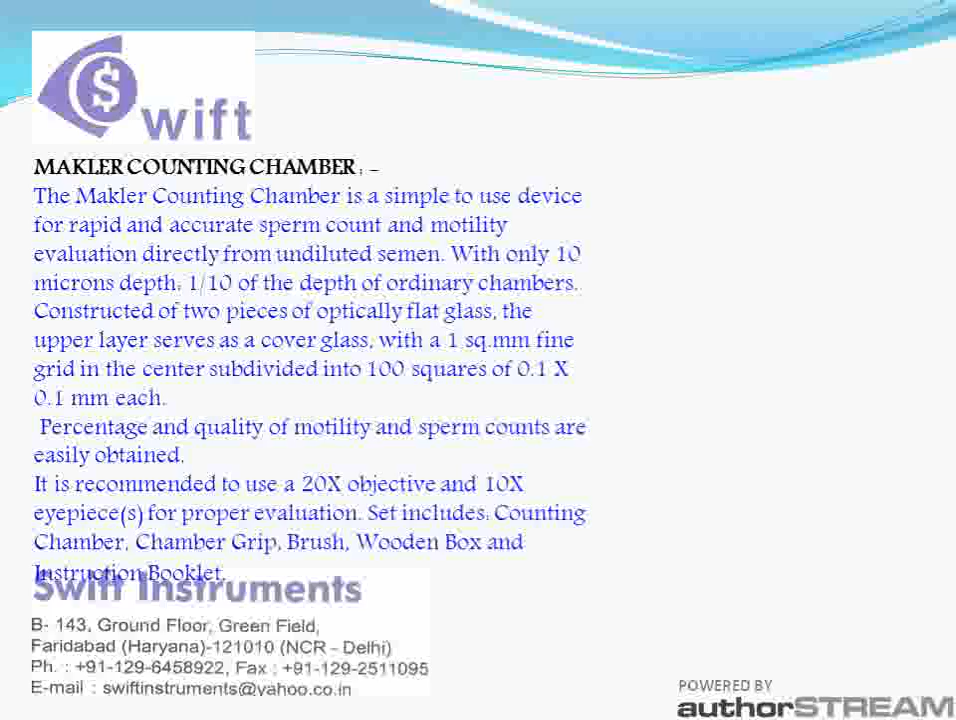 $wift
MAKLER COUNTING CHAMBER : -
The Makler Counting Chamber is a simple to use device
for rapid and accurate sperm count and motility
evaluation directly from undiluted semen. With only 10
microns depth; 1/10 of the depth of ordinary chambers.
Constructed of two pieces of optically flat glass, the
upper layer serves as a cover glass, with a 1 sq.mm fine
grid in the center subdivided into 100 squares of 0.1 X
0.1 mm each.
Percentage and quality of motility and sperm counts are
easily obtained.
It is recommended to use a 20X objective and 10X
eyepiece(s) for proper evaluation. Set includes: Counting
Chamber, Chamber Grip, Brush, Wooden Box and
Instruction Booklet.
Swift Instruments
B- 143, Ground Floor, Green Field,
Faridabad (Haryana)-121010 (NCR - Delhi)
Ph. : +91-129-6458922, Fax : +91-129-2511095
E-mail : swiftinstruments@yahoo.co.in
POWERED BY
authorSTREAM